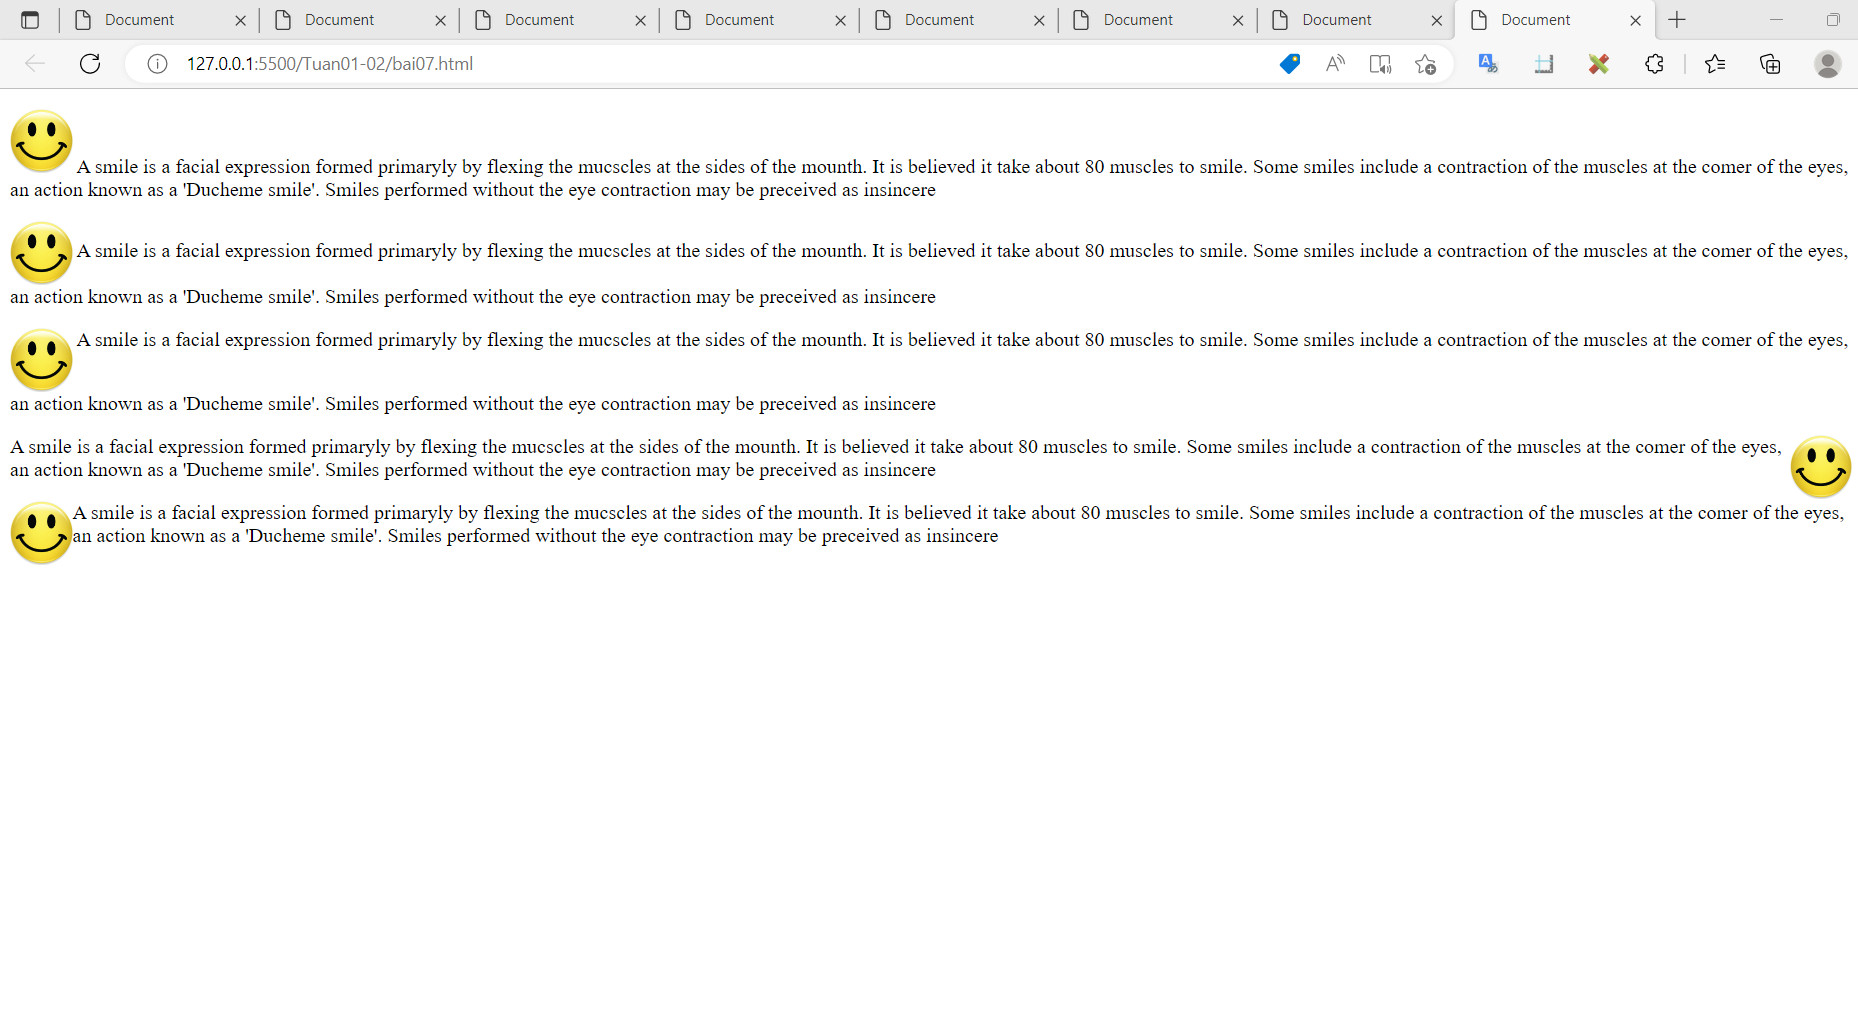 Document Document Document Document Document Document Document Document
127.0.0.1:5500/Tuan01-02/bai07.html
A smile is a facial expression formed primaryly by flexing the mucscles at the sides of the mounth. It is believed it take about 80 muscles to smile. Some smiles include a contraction of the muscles at the comer of the eyes,
an action known as a 'Ducheme smile'. Smiles performed without the eye contraction may be preceived as insincere
A smile is a facial expression formed primaryly by flexing the mucscles at the sides of the mounth. It is believed it take about 80 muscles to smile. Some smiles include a contraction of the muscles at the comer of the eyes,
an action known as a 'Ducheme smile'. Smiles performed without the eye contraction may be preceived as insincere
A smile is a facial expression formed primaryly by flexing the mucscles at the sides of the mounth. It is believed it take about 80 muscles to smile. Some smiles include a contraction of the muscles at the comer of the eyes,
an action known as a 'Ducheme smile'. Smiles performed without the eye contraction may be preceived as insincere
A smile is a facial expression formed primaryly by flexing the mucscles at the sides of the mounth. It is believed it take about 80 muscles to smile. Some smiles include a contraction of the muscles at the comer of the eyes,
an action known as a 'Ducheme smile'. Smiles performed without the eye contraction may be preceived as insincere
A smile is a facial expression formed primaryly by flexing the mucscles at the sides of the mounth. It is believed it take about 80 muscles to smile. Some smiles include a contraction of the muscles at the comer of the eyes,
an action known as a 'Ducheme smile'. Smiles performed without the eye contraction may be preceived as insincere